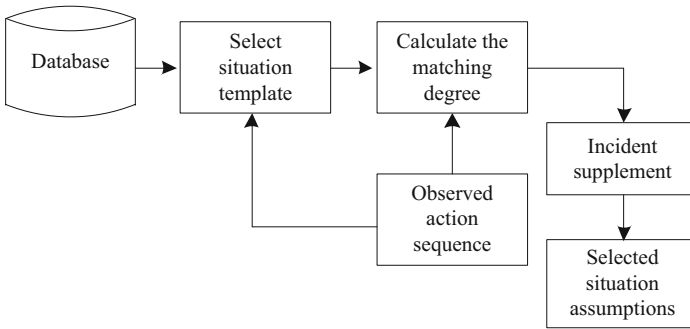 Database
Select
situation
template
Calculate the
matching
degree
Incident
supplement
Observed
action
sequence
Selected
situation
assumptions